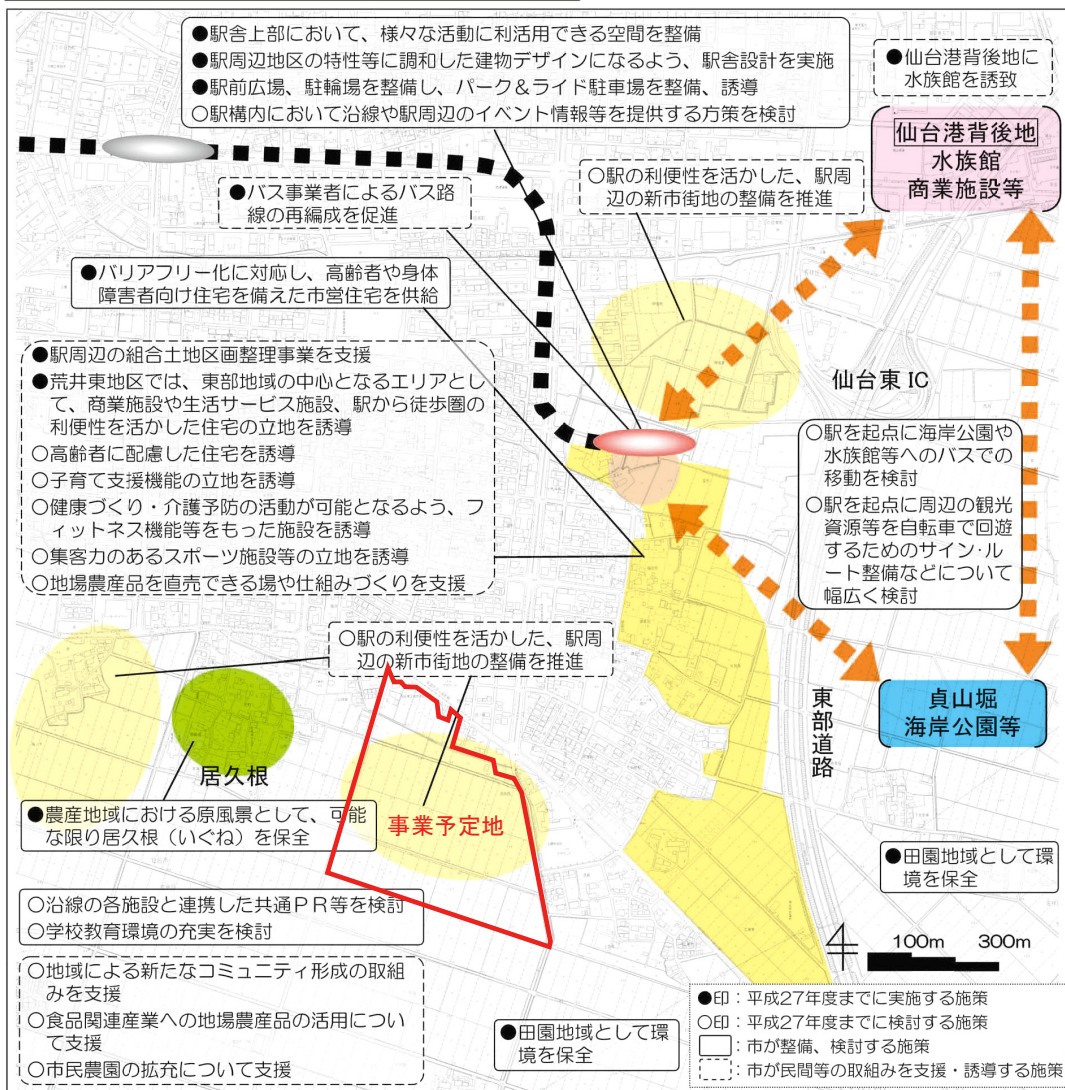 ●駅舎上部において、様々な活動に利活用できる空間を整備
●駅周辺地区の特性等に調和した建物デザインになるよう、駅舎設計を実施
●駅前広場、駐輪場を整備し、パーク&ライド駐車場を整備、誘導
○駅構内において沿線や駅周辺のイベント情報等を提供する方策を検討
●仙台港背後地に
水族館を誘致
仙台港背後地
水族館
商業施設等
●バス事業者によるバス路
線の再編成を促進
○駅の利便性を活かした、駅周
辺の新市街地の整備を推進
●バリアフリー化に対応し、高齢者や身体
障害者向け住宅を備えた市営住宅を供給
●駅周辺の組合土地区画整理事業を支援
●荒井東地区では、東部地域の中心となるエリアとし
て、商業施設や生活サービス施設、駅から徒歩圏の
利便性を活かした住宅の立地を誘導
○高齢者に配慮した住宅を誘導
○子育て支援機能の立地を誘導
○健康づくり・介護予防の活動が可能となるよう、フ
ィットネス機能等をもった施設を誘導
○集客力のあるスポーツ施設等の立地を誘導
○地場農産品を直売できる場や仕組みづくりを支援
仙台東 IC
○駅を起点に海岸公園や
水族館等へのバスでの
移動を検討
○駅を起点に周辺の観光
資源等を自転車で回遊
するためのサイン・ル
ート整備などについて
幅広く検討
○駅の利便性を活かした、駅周
辺の新市街地の整備を推進
東部道路
貞山堀
海岸公園等
居久根
●農産地域における原風景として、可能
な限り居久根（いぐね）を保全
事業予定地
●田園地域として環
境を保全
○沿線の各施設と連携した共通PR等を検討
○学校教育環境の充実を検討
○地域による新たなコミュニティ形成の取組
みを支援
○食品関連産業への地場農産品の活用につい
て支援
○市民農園の拡充について支援
●田園地域として環
境を保全
100m 300m
●印：平成27年度までに実施する施策
○印：平成27年度までに検討する施策
：市が整備、検討する施策
：市が民間等の取組みを支援・誘導する施策